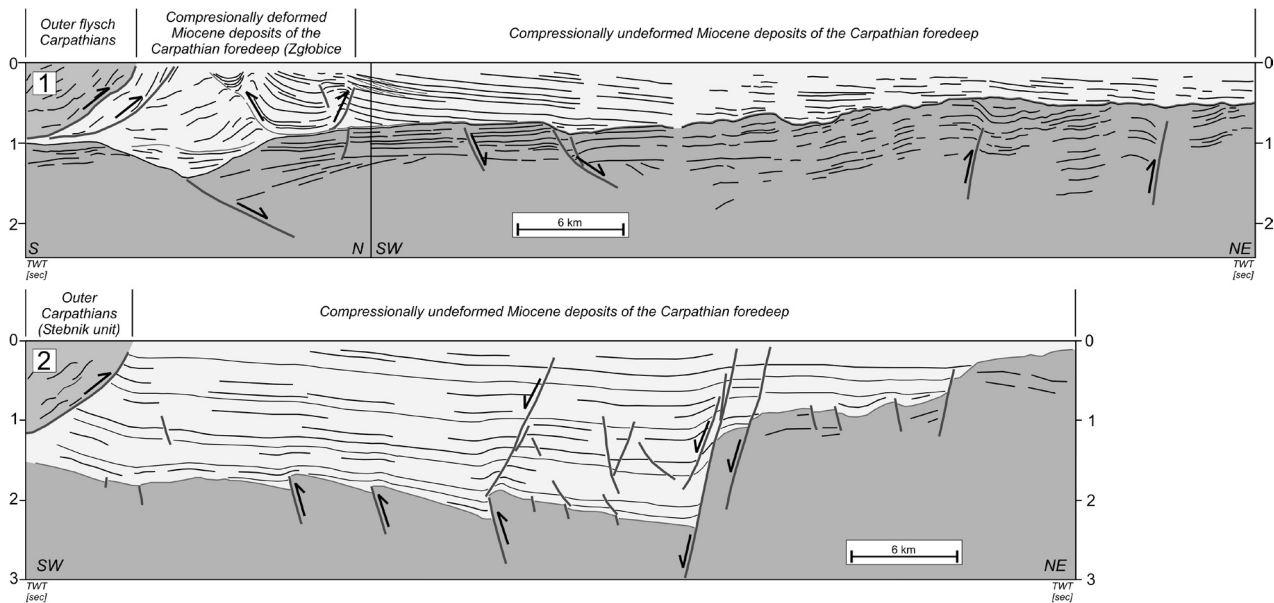 Outer flysch
Carpathians
Compresionally deformed
Miocene deposits of the
Carpathian foredeep (Zgłobice
Compressionally undeformed Miocene deposits of the Carpathian foredeep
0
1
2
0
1
2
1
6 km
S
N
SW
NE
TWT
[sec]
TWT
[sec]
Outer
Carpathians
(Stebnik unit)
Compressionally undeformed Miocene deposits of the Carpathian foredeep
0
1
2
3
0
1
2
3
2
6 km
SW
NE
TWT
[sec]
TWT
[sec]